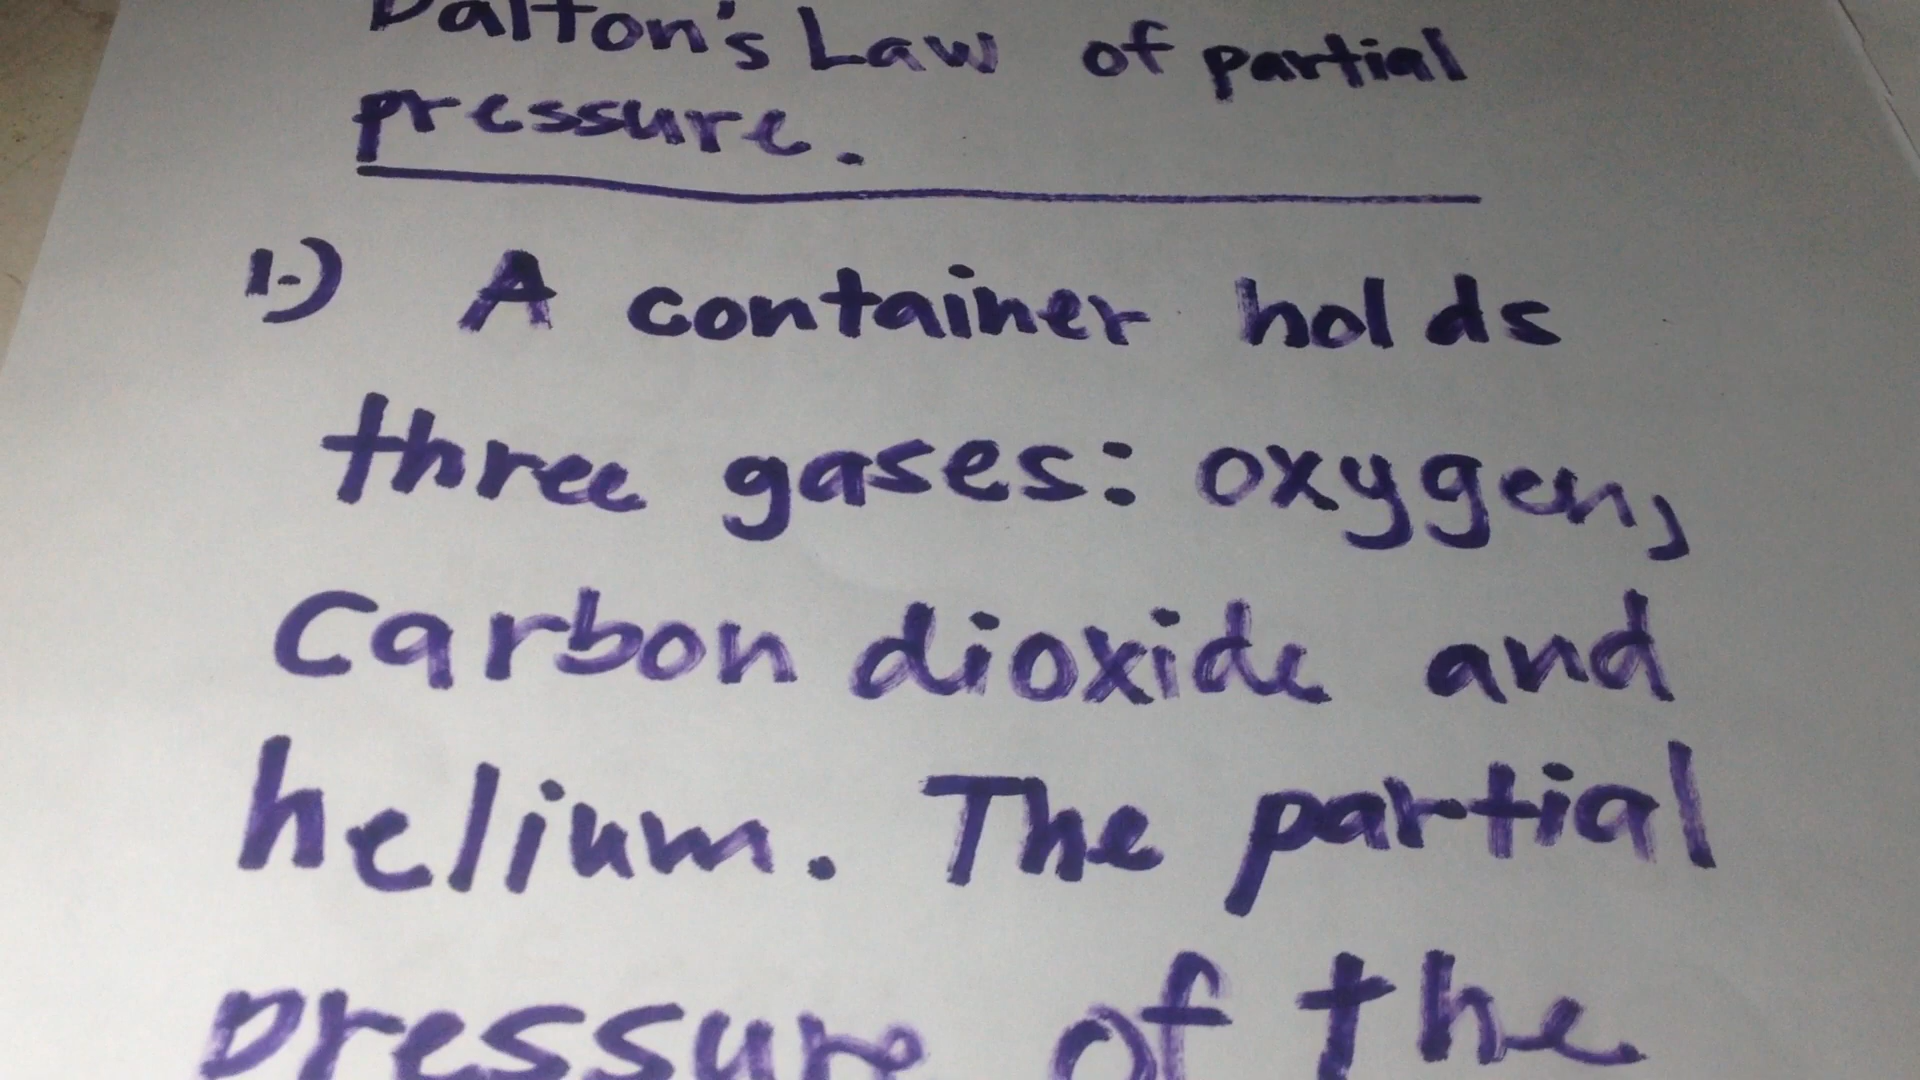 Dalton's Law of partial
pressure.
1.) A container holds
three gases: oxygen,
Carbon dioxide and
helium. The partial
pressure of the